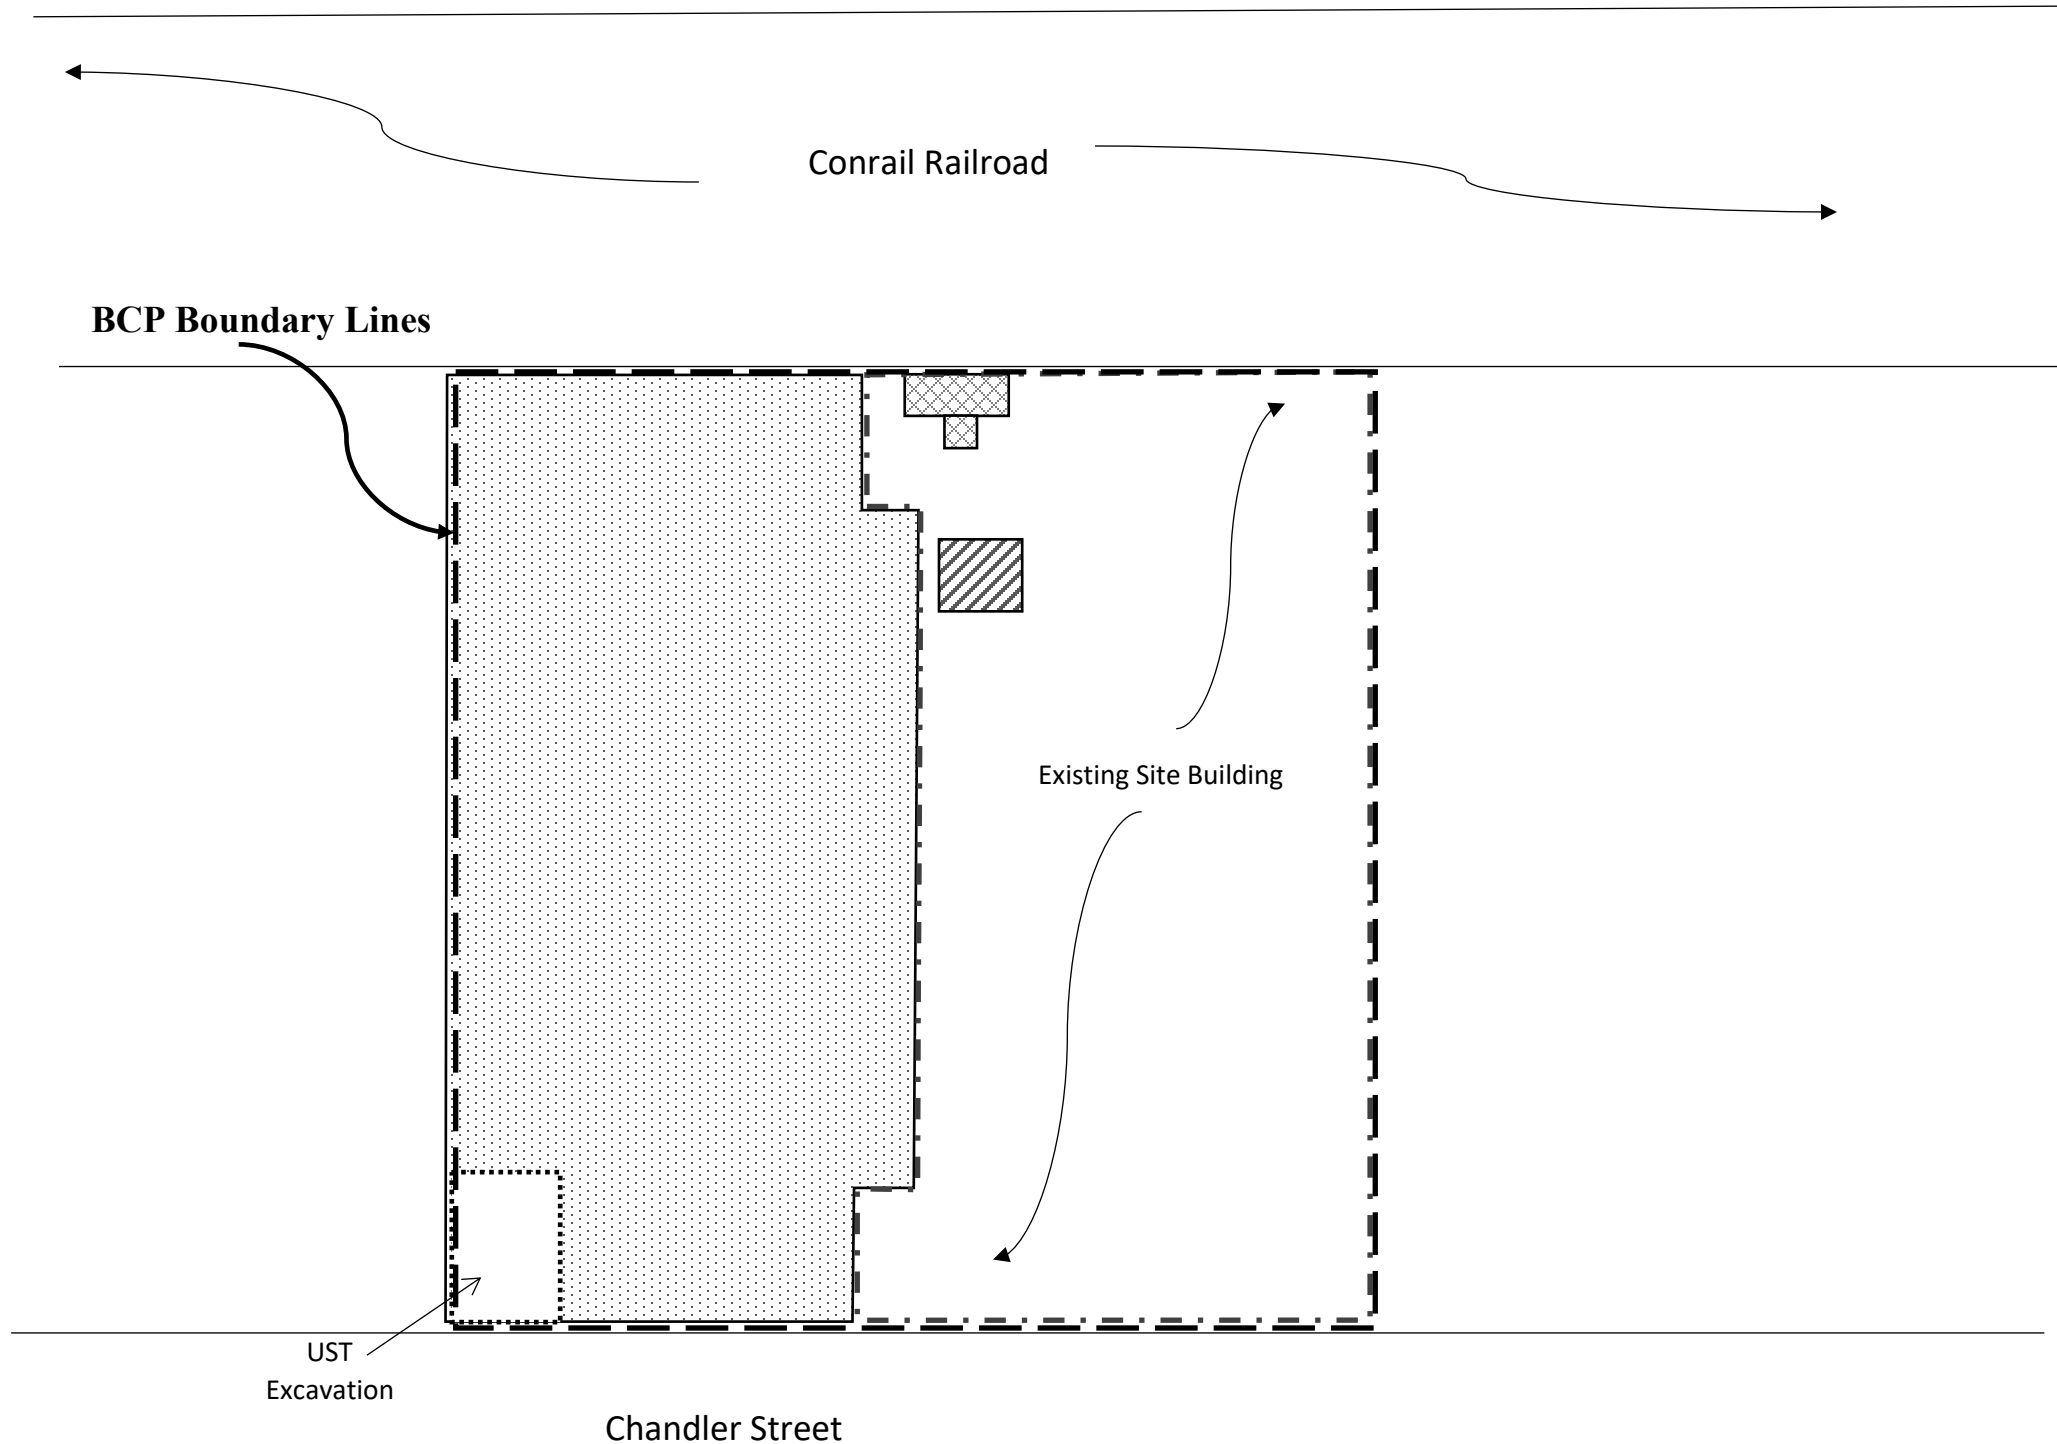 Conrail Railroad
BCP Boundary Lines
Existing Site Building
UST
Excavation
Chandler Street